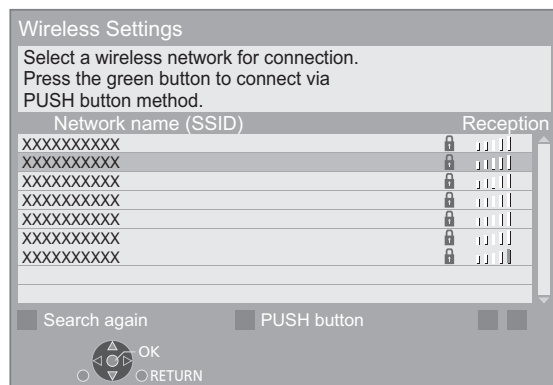 Wireless Settings
Select a wireless network for connection.
Press the green button to connect via
PUSH button method.
Network name (SSID) Reception
XXXXXXXXXX
XXXXXXXXXX
XXXXXXXXXX
XXXXXXXXXX
XXXXXXXXXX
XXXXXXXXXX
XXXXXXXXXX
Search again PUSH button
OK
RETURN